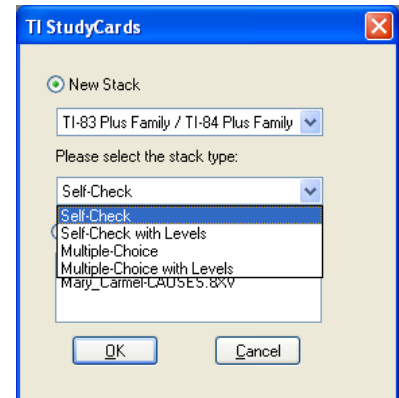 TI StudyCards
New Stack
TI-83 Plus Family / TI-84 Plus Family
Please select the stack type:
Self-Check
Self-Check
Self-Check with Levels
Multiple-Choice
Multiple-Choice with Levels
Mary_Carmel-CAUSES.8XV
OK
Cancel